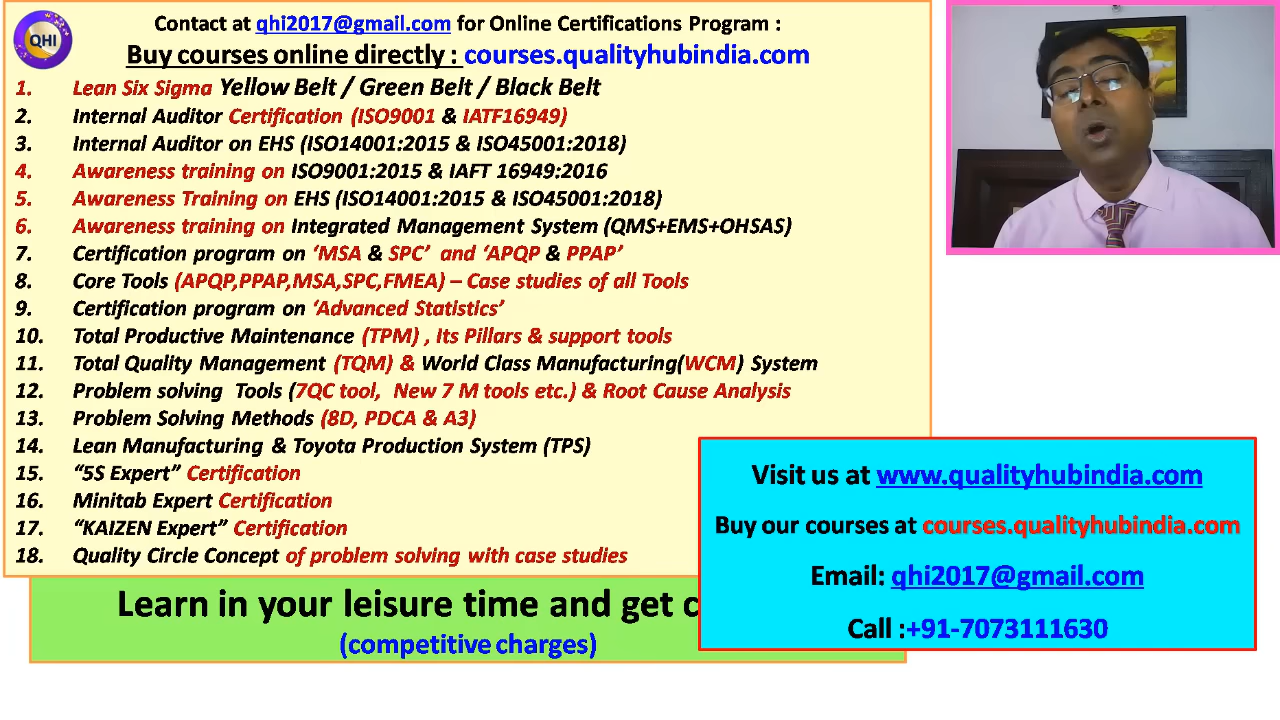 QHI
Contact at qhi2017@gmail.com for Online Certifications Program :
Buy courses online directly : courses.qualityhubindia.com
1. Lean Six Sigma Yellow Belt / Green Belt / Black Belt
2. Internal Auditor Certification (ISO9001 & IATF16949)
3. Internal Auditor on EHS (ISO14001:2015 & ISO45001:2018)
4. Awareness training on ISO9001:2015 & IAFT 16949:2016
5. Awareness Training on EHS (ISO14001:2015 & ISO45001:2018)
6. Awareness training on Integrated Management System (QMS+EMS+OHSAS)
7. Certification program on ‘MSA & SPC’ and ‘APQP & PPAP’
8. Core Tools (APQP,PPAP,MSA,SPC,FMEA) – Case studies of all Tools
9. Certification program on ‘Advanced Statistics’
10. Total Productive Maintenance (TPM) , Its Pillars & support tools
11. Total Quality Management (TQM) & World Class Manufacturing(WCM) System
12. Problem solving Tools (7QC tool, New 7 M tools etc.) & Root Cause Analysis
13. Problem Solving Methods (8D, PDCA & A3)
14. Lean Manufacturing & Toyota Production System (TPS)
15. “5S Expert” Certification
16. Minitab Expert Certification
17. “KAIZEN Expert” Certification
18. Quality Circle Concept of problem solving with case studies
Learn in your leisure time and get c
(competitive charges)
Visit us at www.qualityhubindia.com
Buy our courses at courses.qualityhubindia.com
Email: qhi2017@gmail.com
Call :+91-7073111630